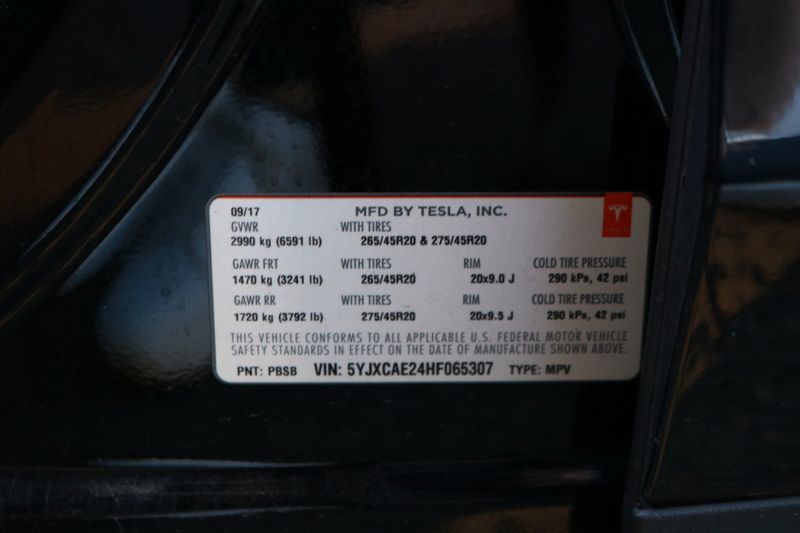 09/17 MFD BY TESLA, INC.
GVWR WITH TIRES
2990 kg (6591 lb) 265/45R20 & 275/45R20
GAWR FRT WITH TIRES RIM COLD TIRE PRESSURE
1470 kg (3241 lb) 265/45R20 20x9.0 J 290 kPa, 42 psi
GAWR RR WITH TIRES RIM COLD TIRE PRESSURE
1720 kg (3792 lb) 275/45R20 20x9.5 J 290 kPa, 42 psi
THIS VEHICLE CONFORMS TO ALL APPLICABLE U.S. FEDERAL MOTOR VEHICLE
SAFETY STANDARDS IN EFFECT ON THE DATE OF MANUFACTURE SHOWN ABOVE.
PNT: PBSB VIN: 5YJXCAE24HF065307 TYPE: MPV